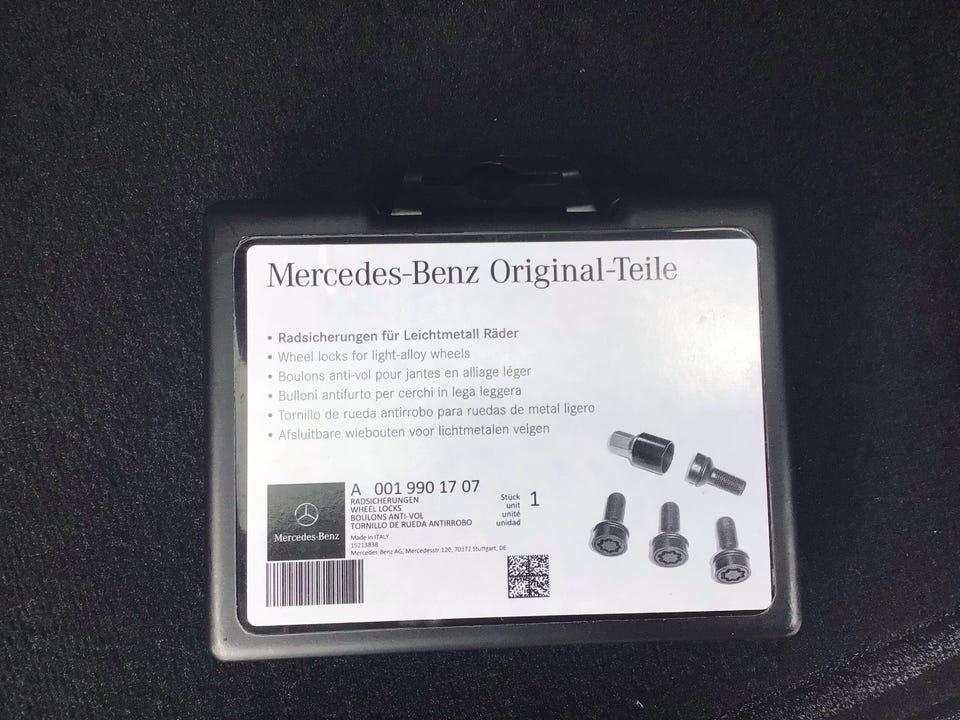 Mercedes-Benz Original-Teile
• Radsicherungen für Leichtmetall Räder
• Wheel locks for light-alloy wheels
• Boulons anti-vol pour jantes en alliage léger
• Bulloni antifurto per cerchi in lega leggera
• Tornillo de rueda antirrobo para ruedas de metal ligero
• Afsluitbare wiebouten voor lichtmetalen velgen
Mercedes-Benz
A 001 990 17 07
RADSICHERUNGEN
WHEEL LOCKS
BOULONS ANTI-VOL
TORNILLO DE RUEDA ANTIRROBO
Made in ITALY
15213838
Mercedes-Benz AG, Mercedesstr.120, 70372 Stuttgart, DE
Stück
unit
unité
unidad
1